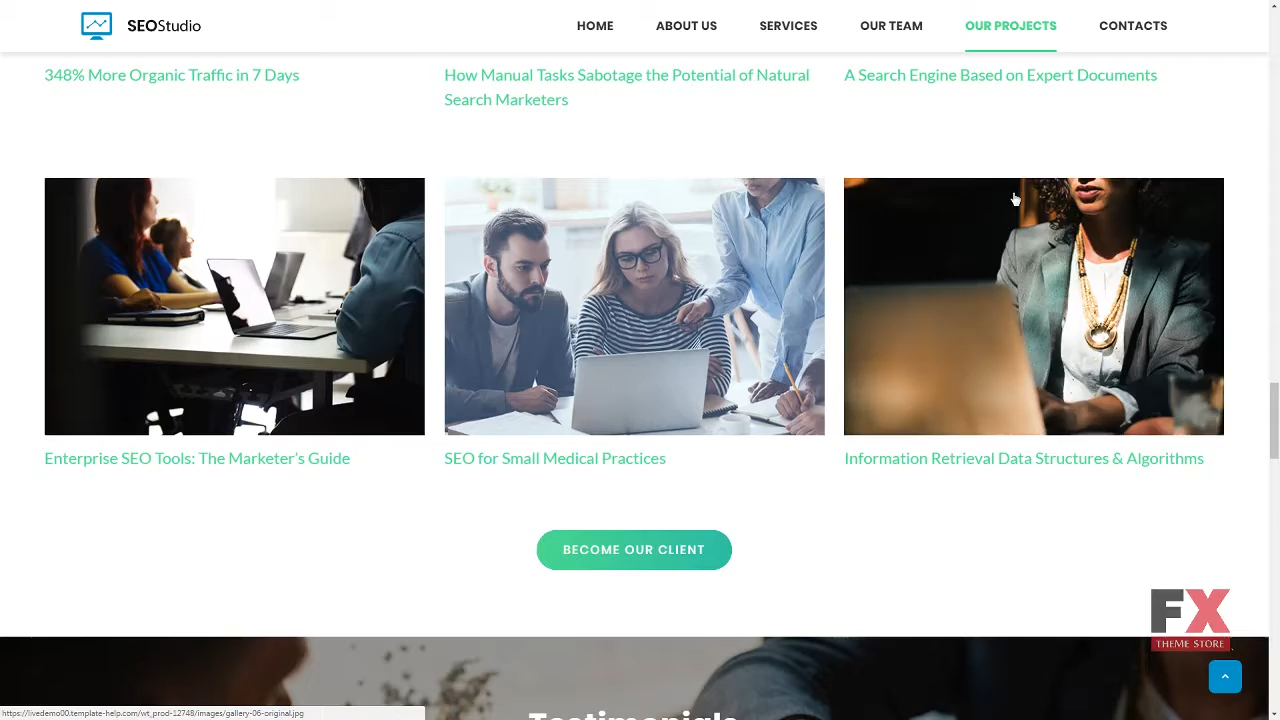 SEOStudio
HOME
ABOUT US
SERVICES
OUR TEAM
OUR PROJECTS
CONTACTS
348% More Organic Traffic in 7 Days
How Manual Tasks Sabotage the Potential of Natural
Search Marketers
A Search Engine Based on Expert Documents
Enterprise SEO Tools: The Marketer's Guide
SEO for Small Medical Practices
Information Retrieval Data Structures & Algorithms
BECOME OUR CLIENT
FX
THEME STORE
Testimonials
https://livedemo00.template-help.com/wt_prod-12748/images/gallery-06-original.jpg